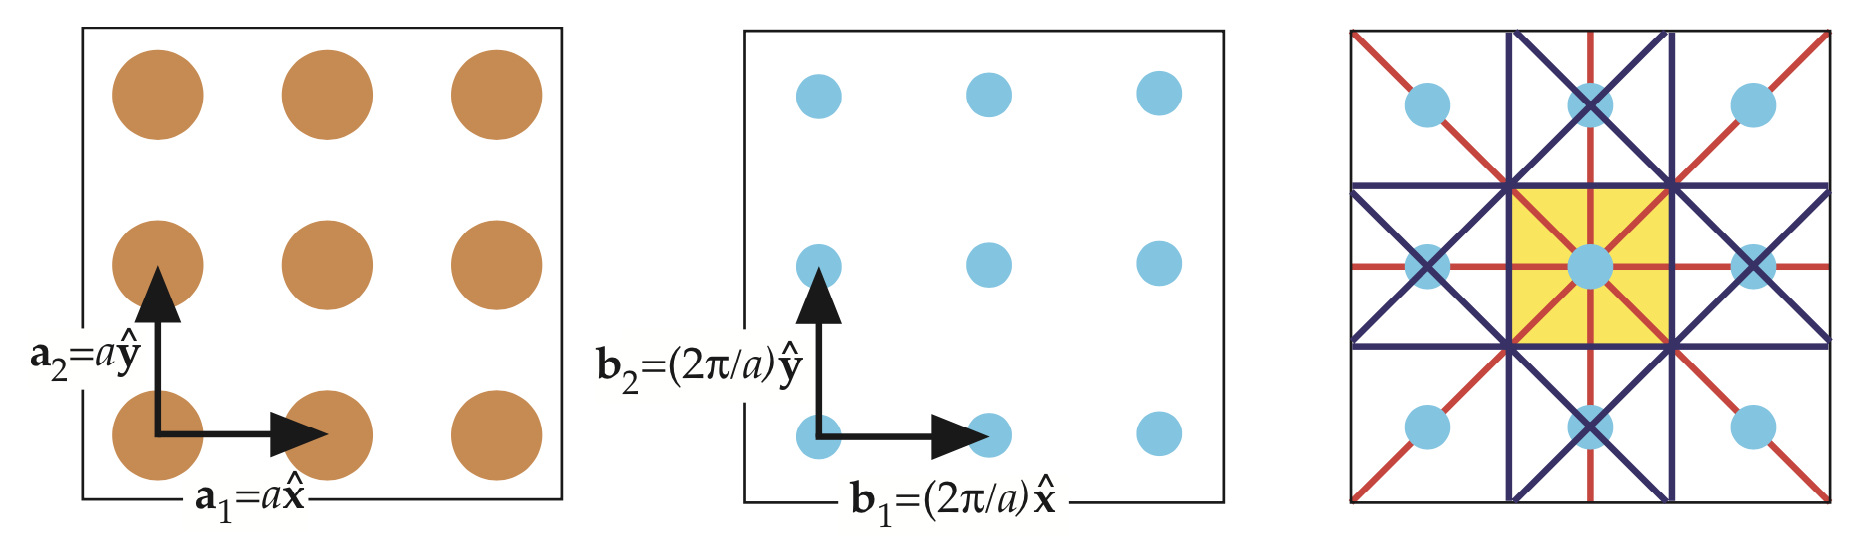 a₂=aŷ
a₁=ax̂
b₂=(2π/a)ŷ
b₁=(2π/a)x̂